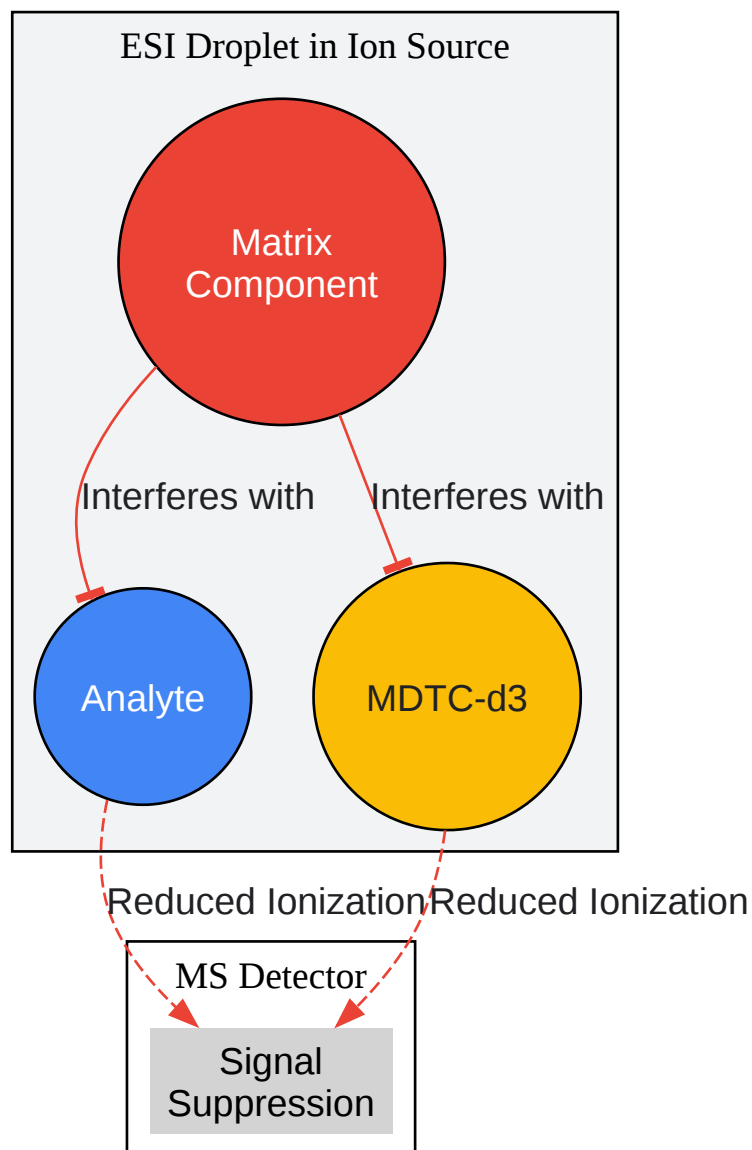 ESI Droplet in Ion Source
Matrix
Component
Interferes with
Interferes with
Analyte
MDTC-d3
Reduced Ionization
Reduced Ionization
MS Detector
Signal
Suppression